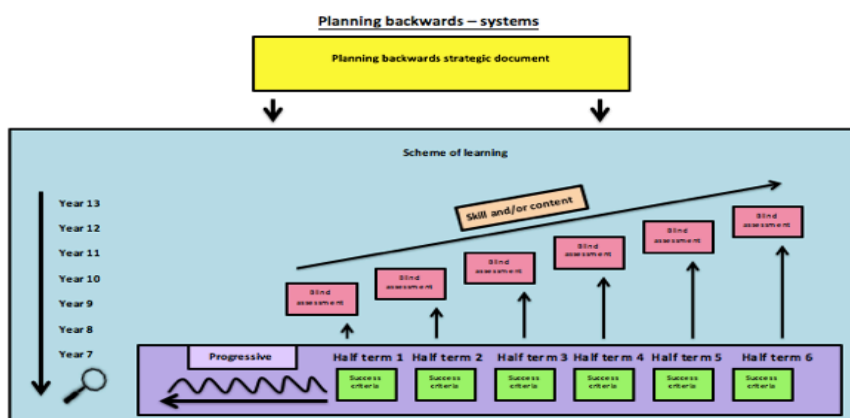 Planning backwards – systems
Planning backwards strategic document
Scheme of learning
Skill and/or content
Year 13
Year 12
Year 11
Year 10
Year 9
Year 8
Year 7
Blind
assessment
Blind
assessment
Blind
assessment
Blind
assessment
Blind
assessment
Blind
assessment
Progressive
Half term 1
Half term 2
Half term 3
Half term 4
Half term 5
Half term 6
Success
criteria
Success
criteria
Success
criteria
Success
criteria
Success
criteria
Success
criteria